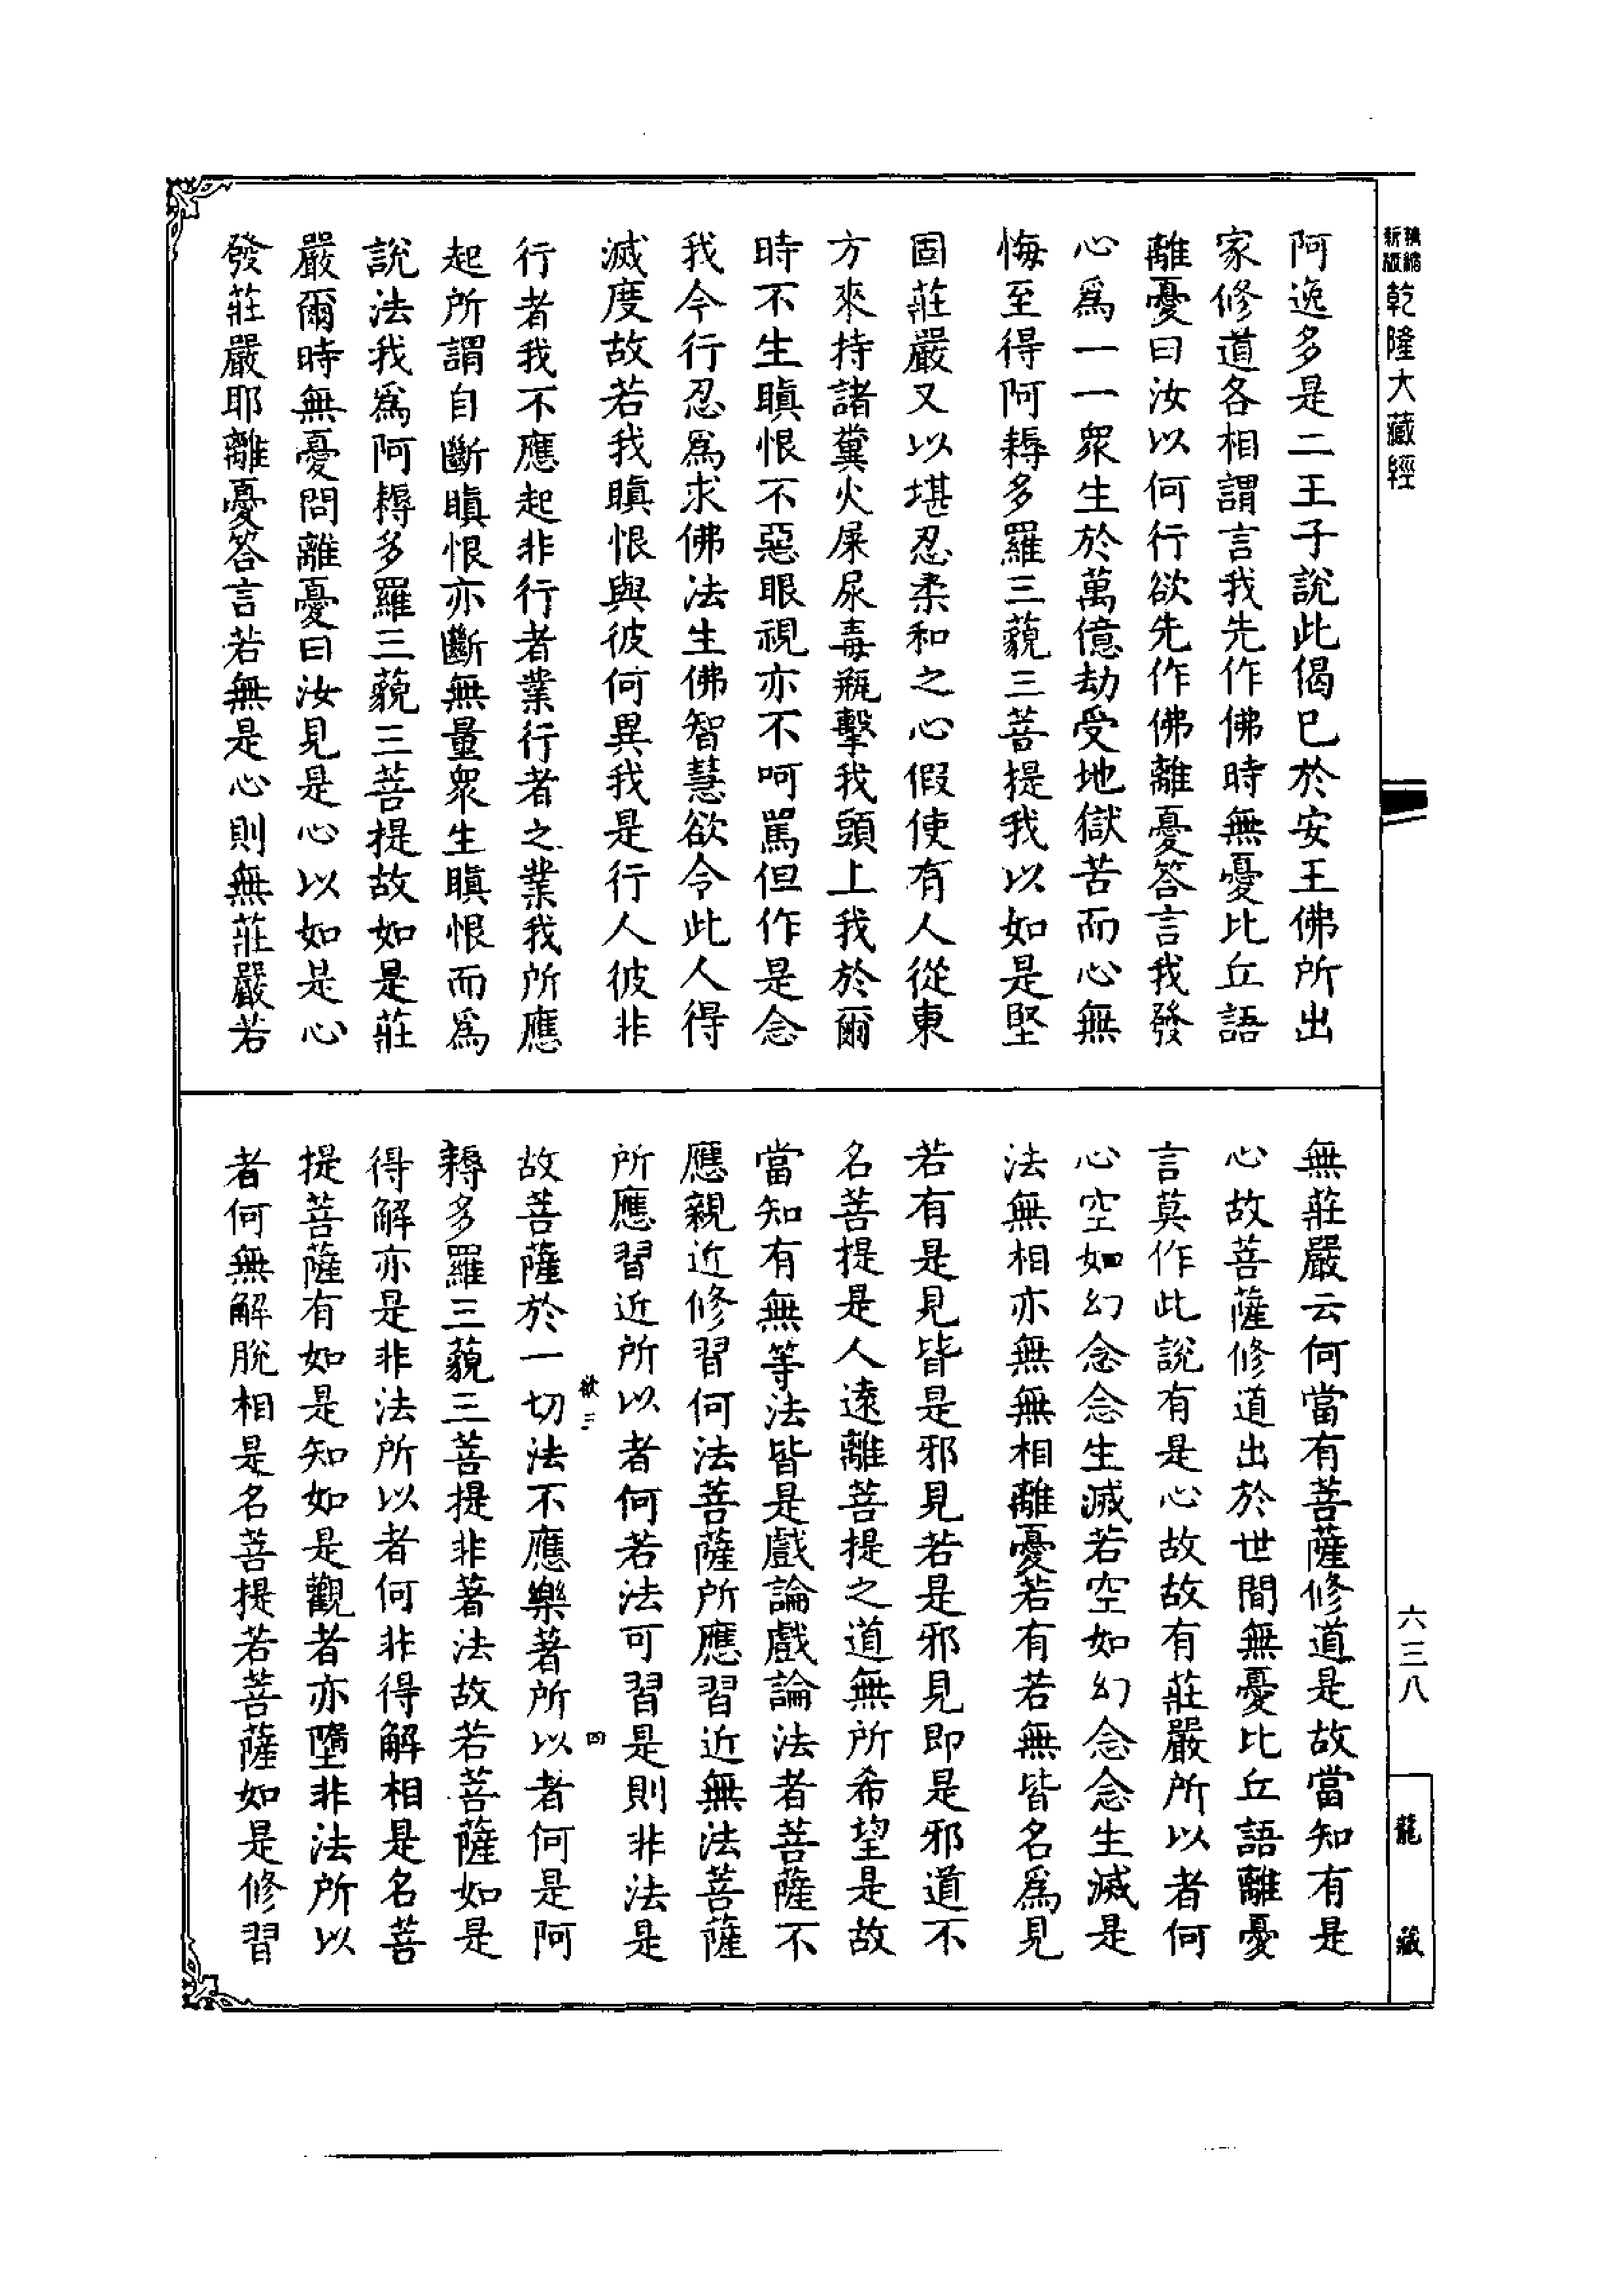 新版精縮
乾隆大藏經
阿逸多是二王子說此偈巳於安王佛所出
家修道各相謂言我先作佛時無憂比丘語
離憂曰汝以何行欲先作佛離憂答言我發
心爲一一衆生於萬億劫受地獄苦而心無
悔至得阿耨多羅三藐三菩提我以如是堅
固莊嚴又以堪忍柔和之心假使有人從東
方來持諸糞火屎尿毒瓶擊我頭上我於爾
時不生瞋恨不惡眼視亦不呵罵但作是念
我今行忍爲求佛法生佛智慧欲令此人得
滅度故若我瞋恨與彼何異我是行人彼非
行者我不應起非行者業行者之業我所應
起所謂自斷瞋恨亦斷無量衆生瞋恨而爲
說法我爲阿耨多羅三藐三菩提故如是莊
嚴爾時無憂問離憂曰汝見是心以如是心
發莊嚴耶離憂答言若無是心則無莊嚴若
無莊嚴云何當有菩薩修道是故當知有是
心故菩薩修道出於世間無憂比丘語離憂
言莫作此說有是心故故有莊嚴所以者何
心空如幻念念生滅若空如幻念念生滅是
法無相亦無無相離憂若有若無皆名爲見
若有是見皆是邪見若是邪見即是邪道不
名菩提是人遠離菩提之道無所希望是故
當知有無等法皆是戲論戲論法者菩薩不
應親近修習何法菩薩所應習近無法菩薩
所應習近所以者何若法可習是則非法是
欲三
四
故菩薩於一切法不應樂著所以者何是阿
耨多羅三藐三菩提非著法故若菩薩如是
得解亦是非法所以者何非得解相是名菩
提菩薩有如是知如是觀者亦墮非法所以
者何無解脫相是名菩提若菩薩如是修習
六三八
龍
藏